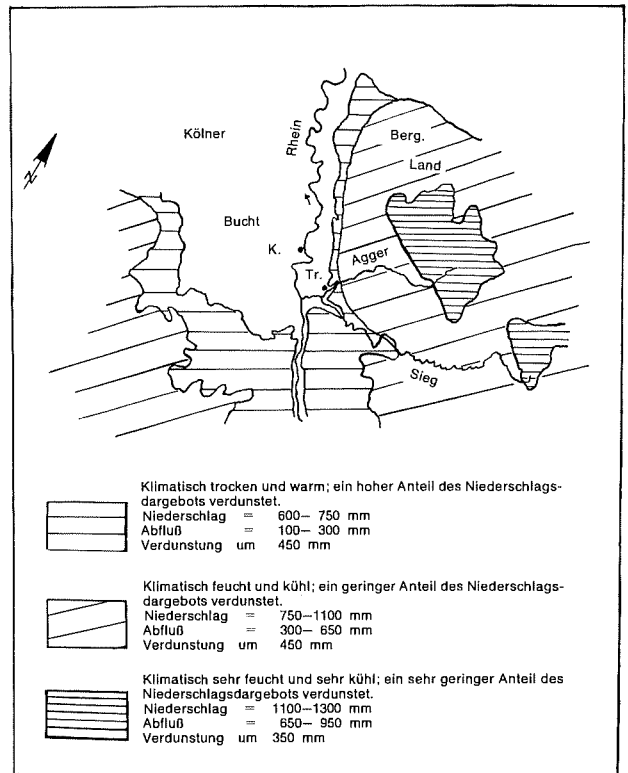 Kölner
Rhein
Berg.
Land
Bucht
K.
Agger
Tr.
Sieg
Z
Klimatisch trocken und warm; ein hoher Anteil des Niederschlags-
dargebots verdunstet.
Niederschlag = 600– 750 mm
Abfluß = 100– 300 mm
Verdunstung um 450 mm
Klimatisch feucht und kühl; ein geringer Anteil des Niederschlags-
dargebots verdunstet.
Niederschlag = 750–1100 mm
Abfluß = 300– 650 mm
Verdunstung um 450 mm
Klimatisch sehr feucht und sehr kühl; ein sehr geringer Anteil des
Niederschlagsdargebots verdunstet.
Niederschlag = 1100–1300 mm
Abfluß = 650– 950 mm
Verdunstung um 350 mm